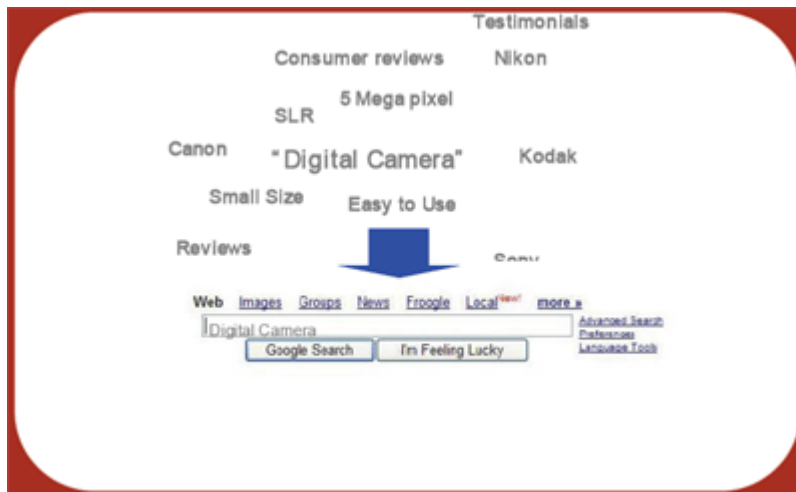 Testimonials
Consumer reviews Nikon
5 Mega pixel
SLR
Canon "Digital Camera" Kodak
Small Size Easy to Use
Reviews Sony
Web Images Groups News Froogle Local New! more »
Digital Camera
Advanced Search
Preferences
Language Tools
Google Search I'm Feeling Lucky